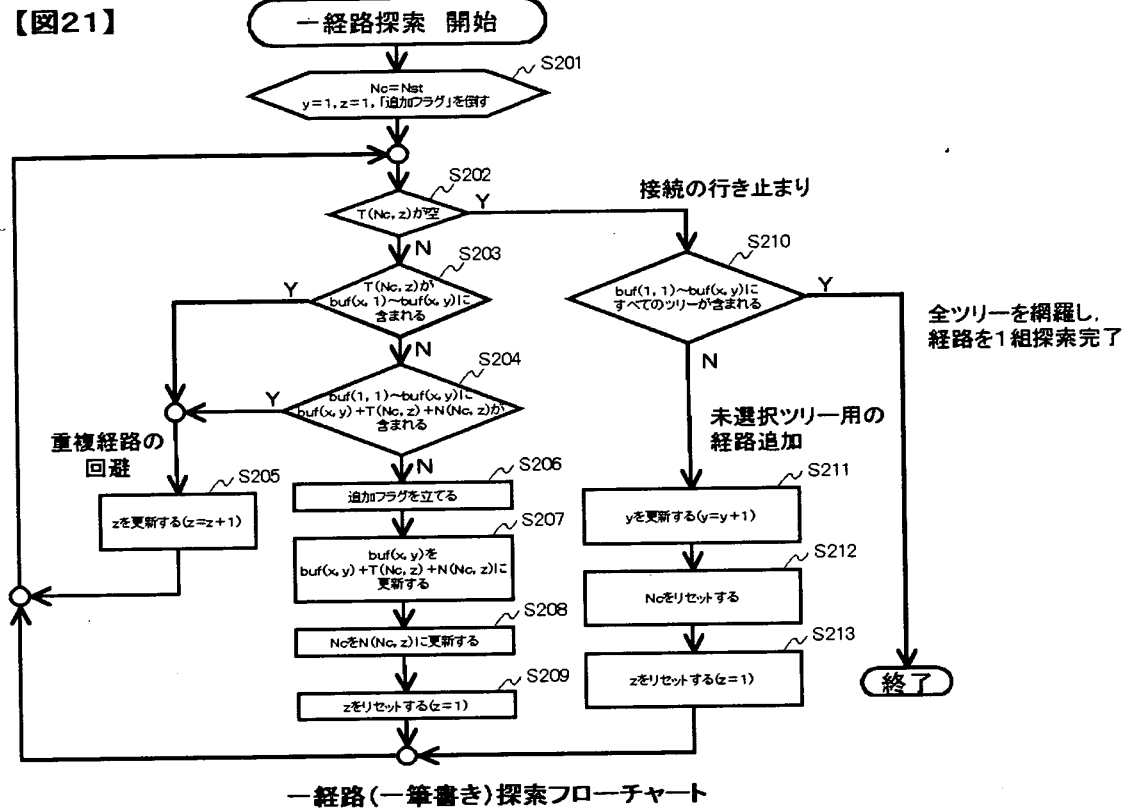 【図21】
一経路探索 開始
S201
Nc=Nst
y=1,z=1,「追加フラグ」を倒す
S202
T(Nc,z)が空
Y
N
接続の行き止まり
S203
T(Nc,z)が
buf(x,1)~buf(x,y)に
含まれる
Y
N
S210
buf(1,1)~buf(x,y)に
すべてのツリーが含まれる
Y
N
全ツリーを網羅し,
経路を1組探索完了
S204
buf(1,1)~buf(x,y)に
buf(x,y)+T(Nc,z)+N(Nc,z)が
含まれる
Y
N
重複経路の
回避
未選択ツリー用の
経路追加
S205
zを更新する(z=z+1)
S206
追加フラグを立てる
S207
buf(x,y)を
buf(x,y)+T(Nc,z)+N(Nc,z)に
更新する
S208
NcをN(Nc,z)に更新する
S209
zをリセットする(z=1)
S211
yを更新する(y=y+1)
S212
Ncをリセットする
S213
zをリセットする(z=1)
終了
一経路(一筆書き)探索フローチャート